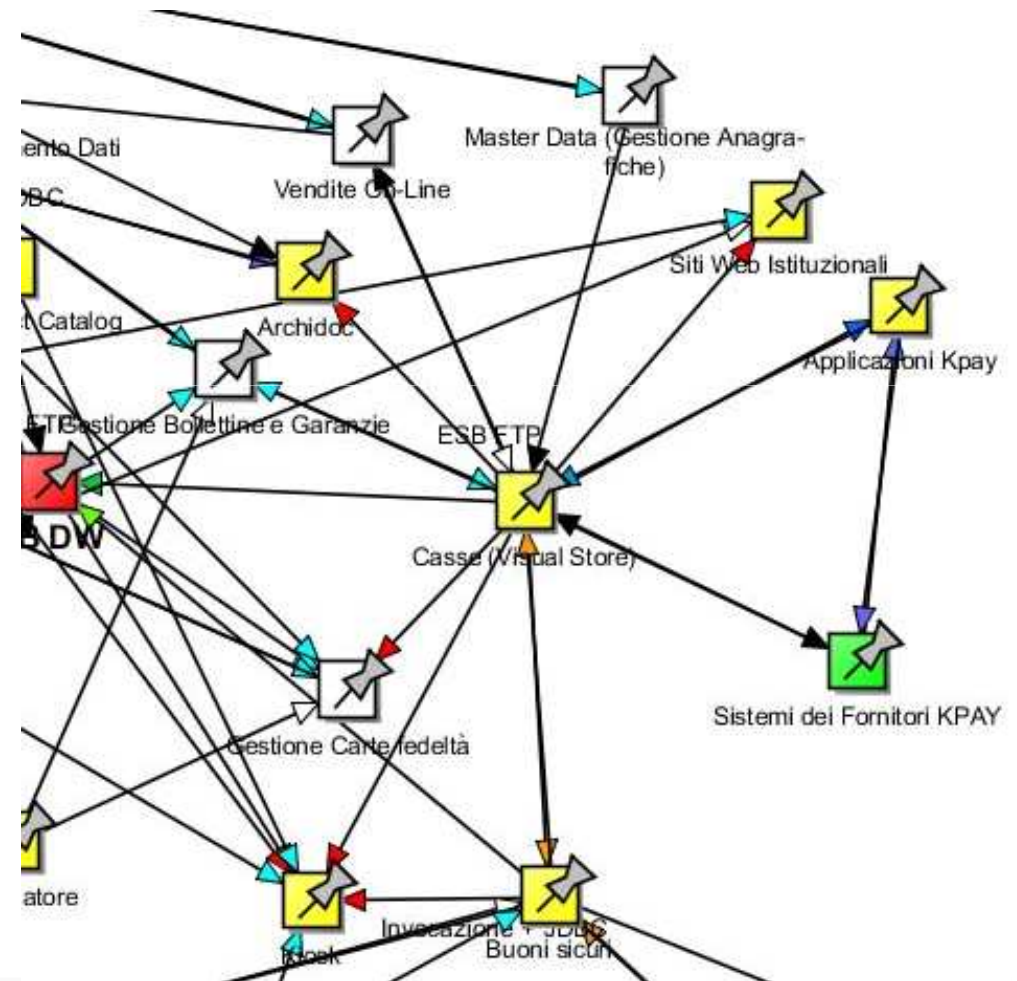 Master Data (Gestione Anagra-
fiche)
ento Dati
Vendite On-Line
DBC
Siti Web Istituzionali
t Catalog
Archidoc
Applicazioni Kpay
ETL
Gestione Bollettine e Garanzie
ESB FTP
B DW
Casse (Visual Store)
Sistemi dei Fornitori KPAY
Gestione Carte fedeltà
atore
Invocazione + JDBC
Buoni sicuri
Kiosk